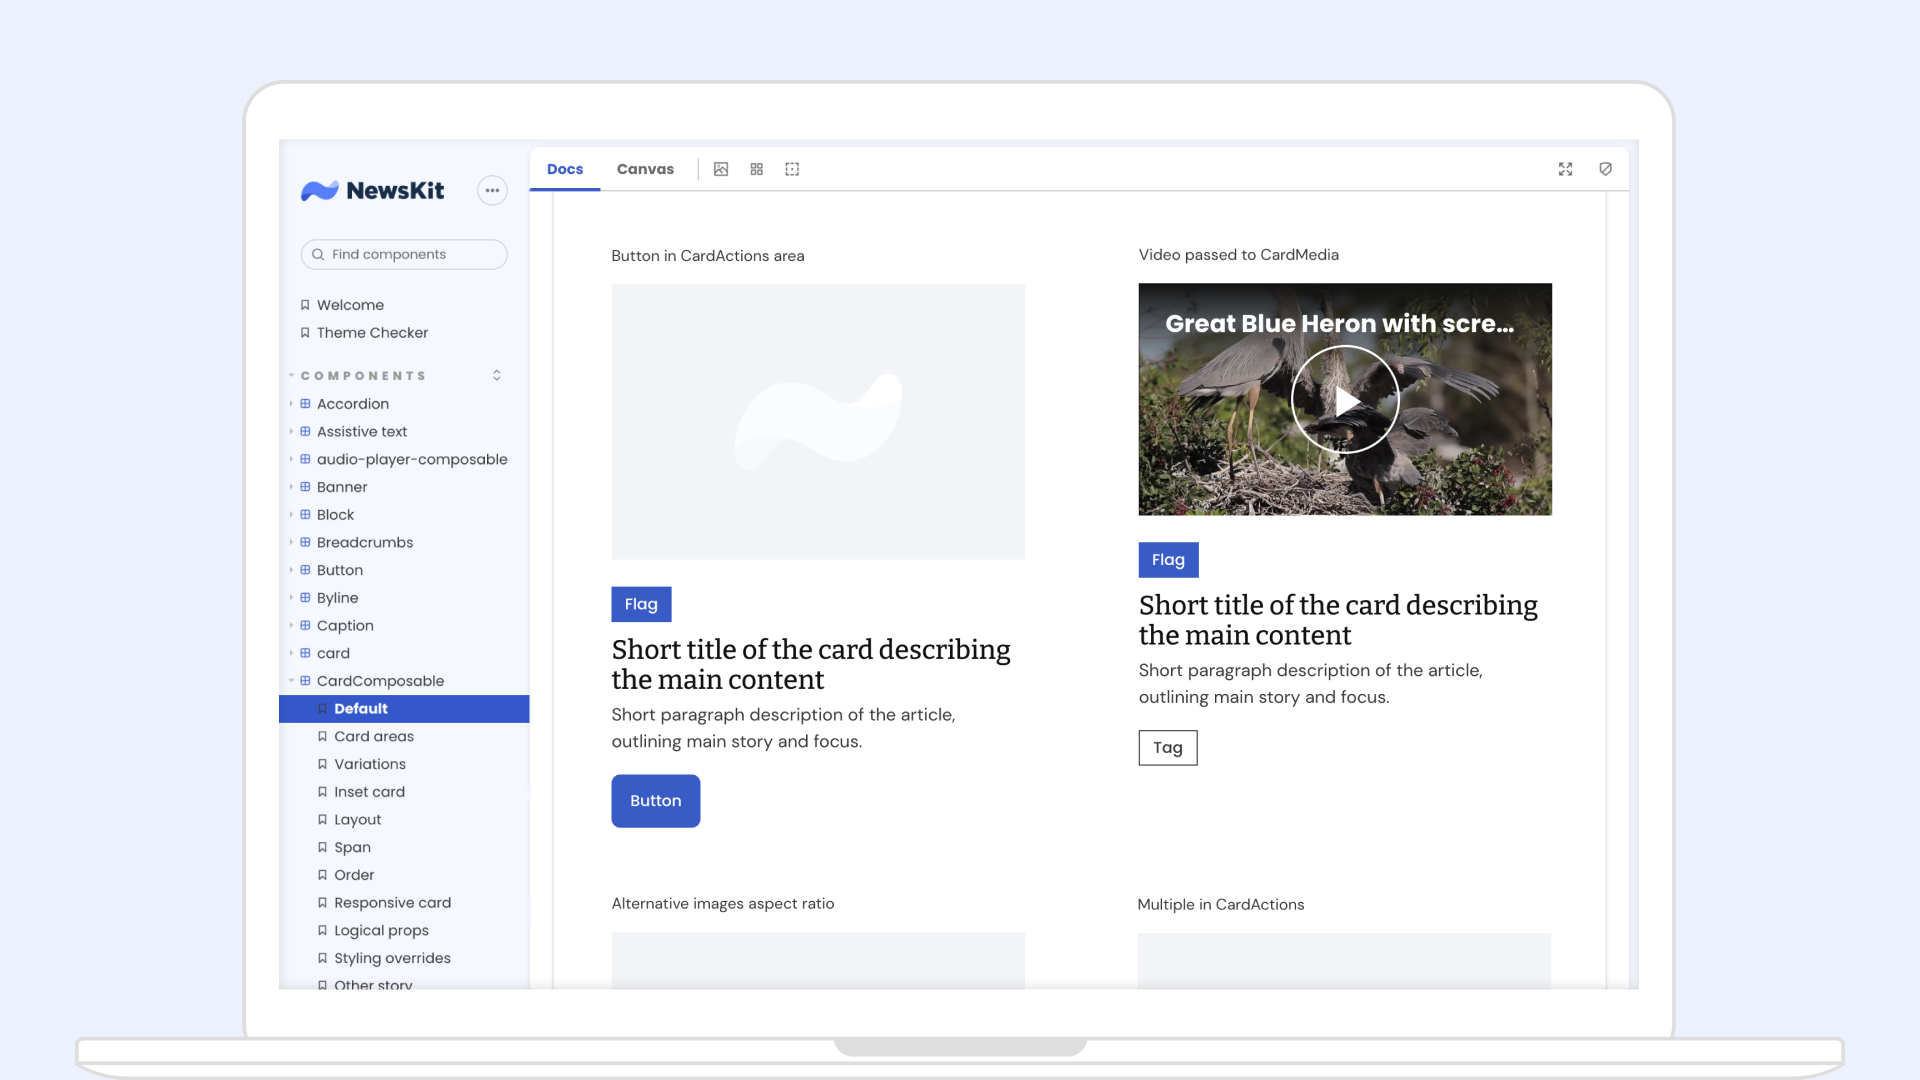 NewsKit
Find components
Welcome
Theme Checker
COMPONENTS
Accordion
Assistive text
audio-player-composable
Banner
Block
Breadcrumbs
Button
Byline
Caption
card
CardComposable
Default
Card areas
Variations
Inset card
Layout
Span
Order
Responsive card
Logical props
Styling overrides
Other story
Docs Canvas
Button in CardActions area
Flag
Short title of the card describing
the main content
Short paragraph description of the article,
outlining main story and focus.
Button
Video passed to CardMedia
Great Blue Heron with scre...
Flag
Short title of the card describing
the main content
Short paragraph description of the article,
outlining main story and focus.
Tag
Alternative images aspect ratio
Multiple in CardActions